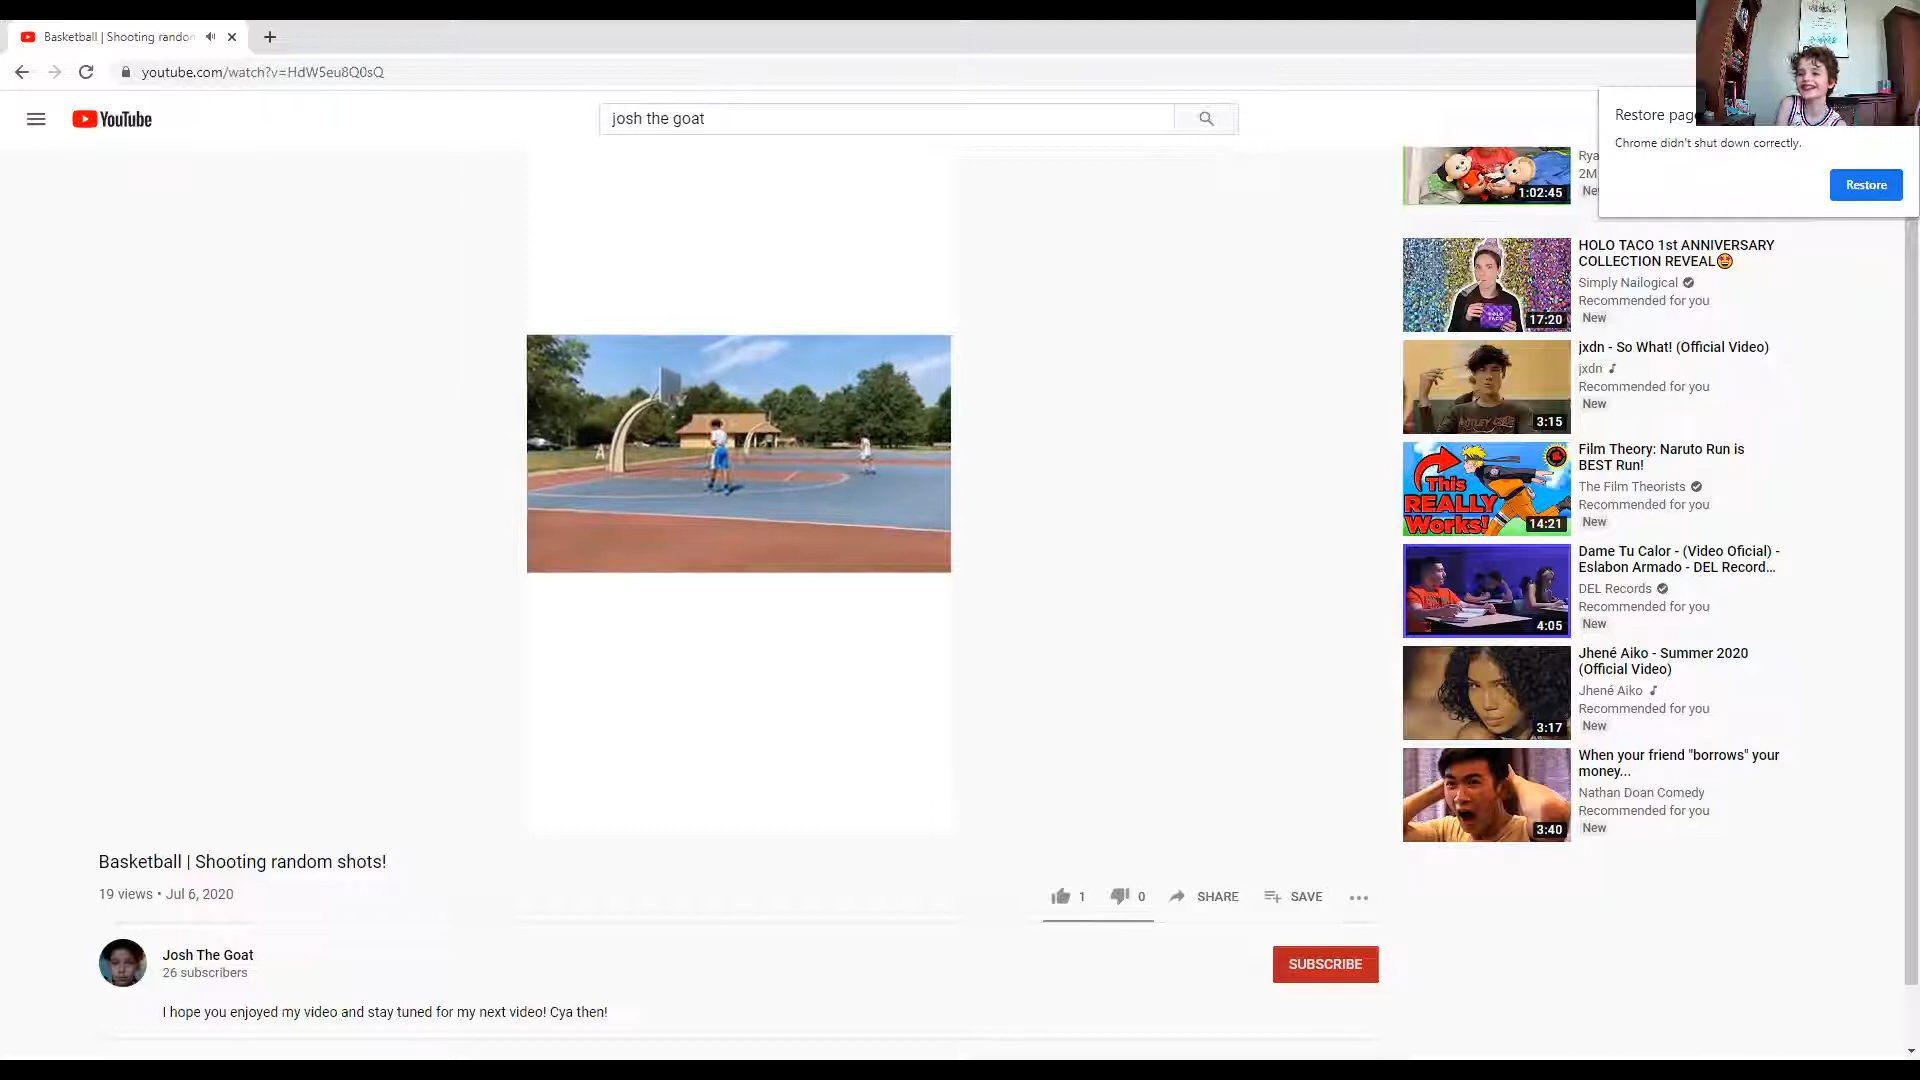 Basketball | Shooting randon
youtube.com/watch?v=HdW5eu8Q0sQ
YouTube
josh the goat
Restore pag
Chrome didn't shut down correctly.
Restore
1:02:45
Rya
2M
Ne
HOLO TACO 1st ANNIVERSARY
COLLECTION REVEAL🤩
Simply Nailogical
Recommended for you
New
HOLO
TACO
17:20
jxdn - So What! (Official Video)
jxdn
Recommended for you
New
3:15
Film Theory: Naruto Run is
BEST Run!
The Film Theorists
Recommended for you
New
This
REALLY
Works!
14:21
Dame Tu Calor - (Video Oficial) -
Eslabon Armado - DEL Record...
DEL Records
Recommended for you
New
4:05
Jhené Aiko - Summer 2020
(Official Video)
Jhené Aiko
Recommended for you
New
3:17
When your friend "borrows" your
money...
Nathan Doan Comedy
Recommended for you
New
3:40
A
Basketball | Shooting random shots!
19 views • Jul 6, 2020
1
0
SHARE
SAVE
Josh The Goat
26 subscribers
SUBSCRIBE
I hope you enjoyed my video and stay tuned for my next video! Cya then!